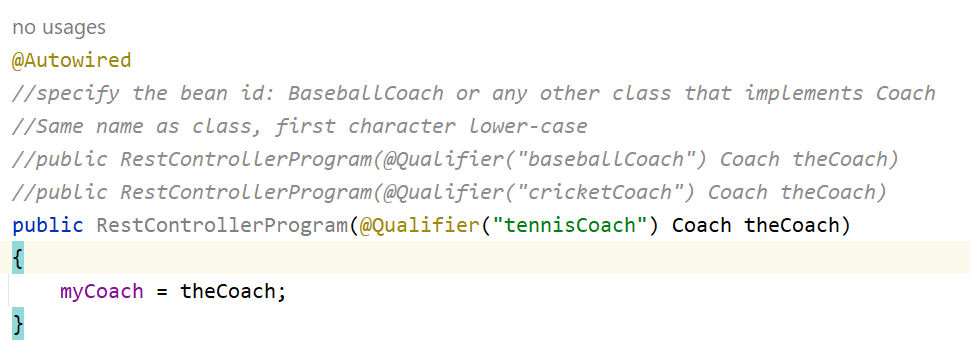 no usages
@Autowired
//specify the bean id: BaseballCoach or any other class that implements Coach
//Same name as class, first character lower-case
//public RestControllerProgram(@Qualifier("baseballCoach") Coach theCoach)
//public RestControllerProgram(@Qualifier("cricketCoach") Coach theCoach)
public RestControllerProgram(@Qualifier("tennisCoach") Coach theCoach)
{
    myCoach = theCoach;
}